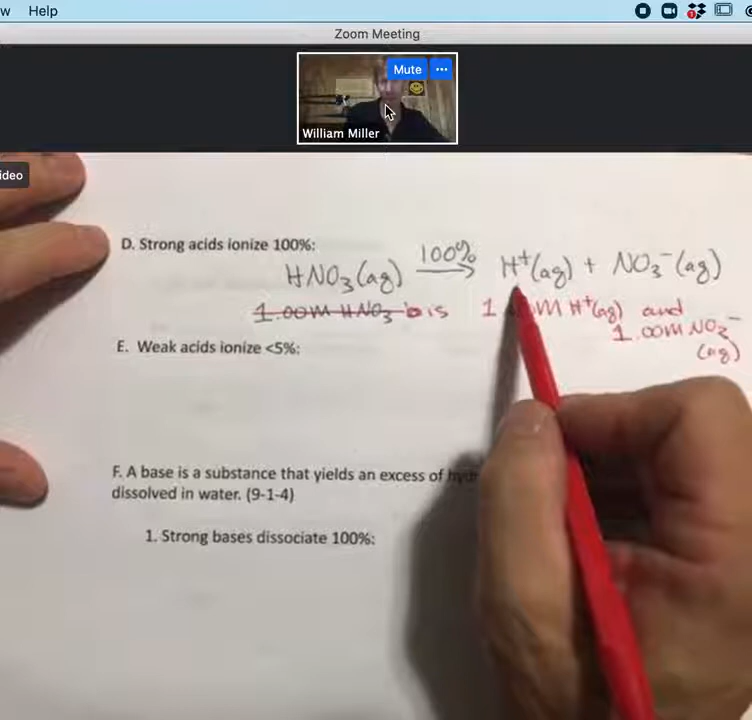 w Help
Zoom Meeting
Mute
William Miller
ideo
D. Strong acids ionize 100%:
HNO₃(aq) 100% → H⁺(aq) + NO₃⁻(aq)
1.00M HNO₃ is 1 M H⁺(aq) and
1.00M NO₃⁻
(aq)
E. Weak acids ionize <5%:
F. A base is a substance that yields an excess of
dissolved in water. (9-1-4)
1. Strong bases dissociate 100%: